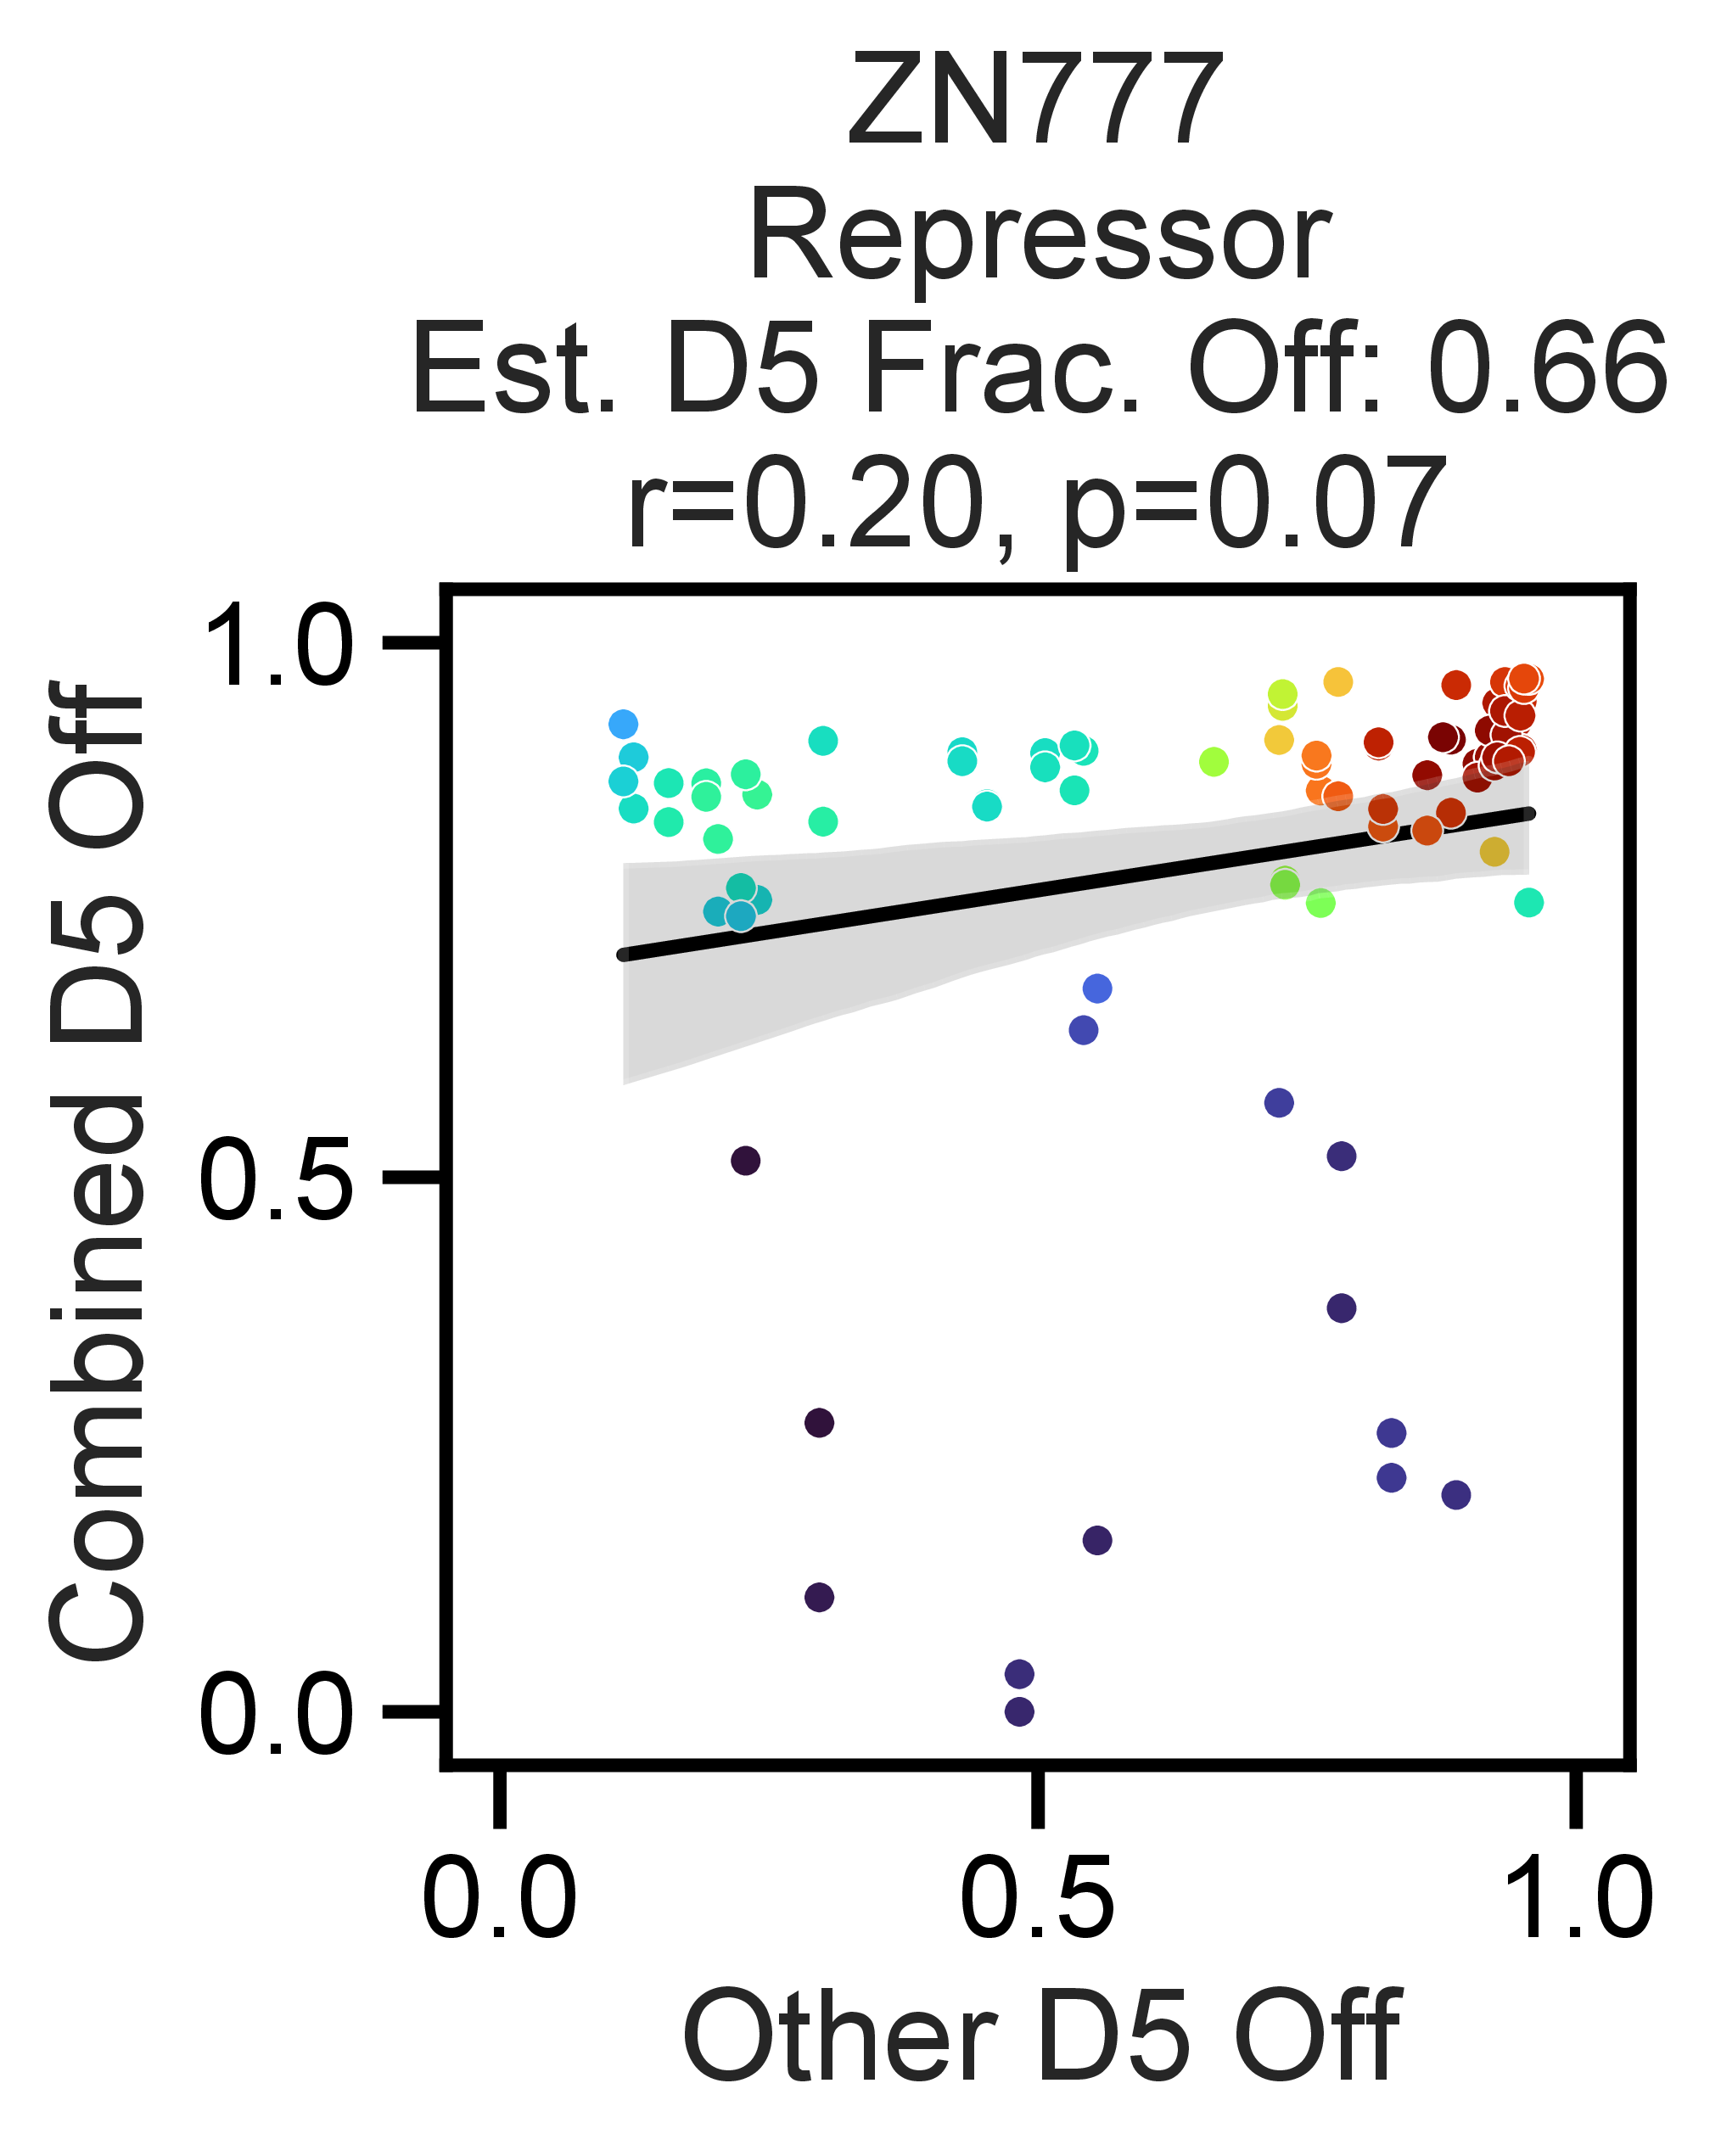 ZN777
Repressor
Est. D5 Frac. Off: 0.66
r=0.20, p=0.07
1.0
0.5
0.0
Combined D5 Off
0.0
0.5
1.0
Other D5 Off